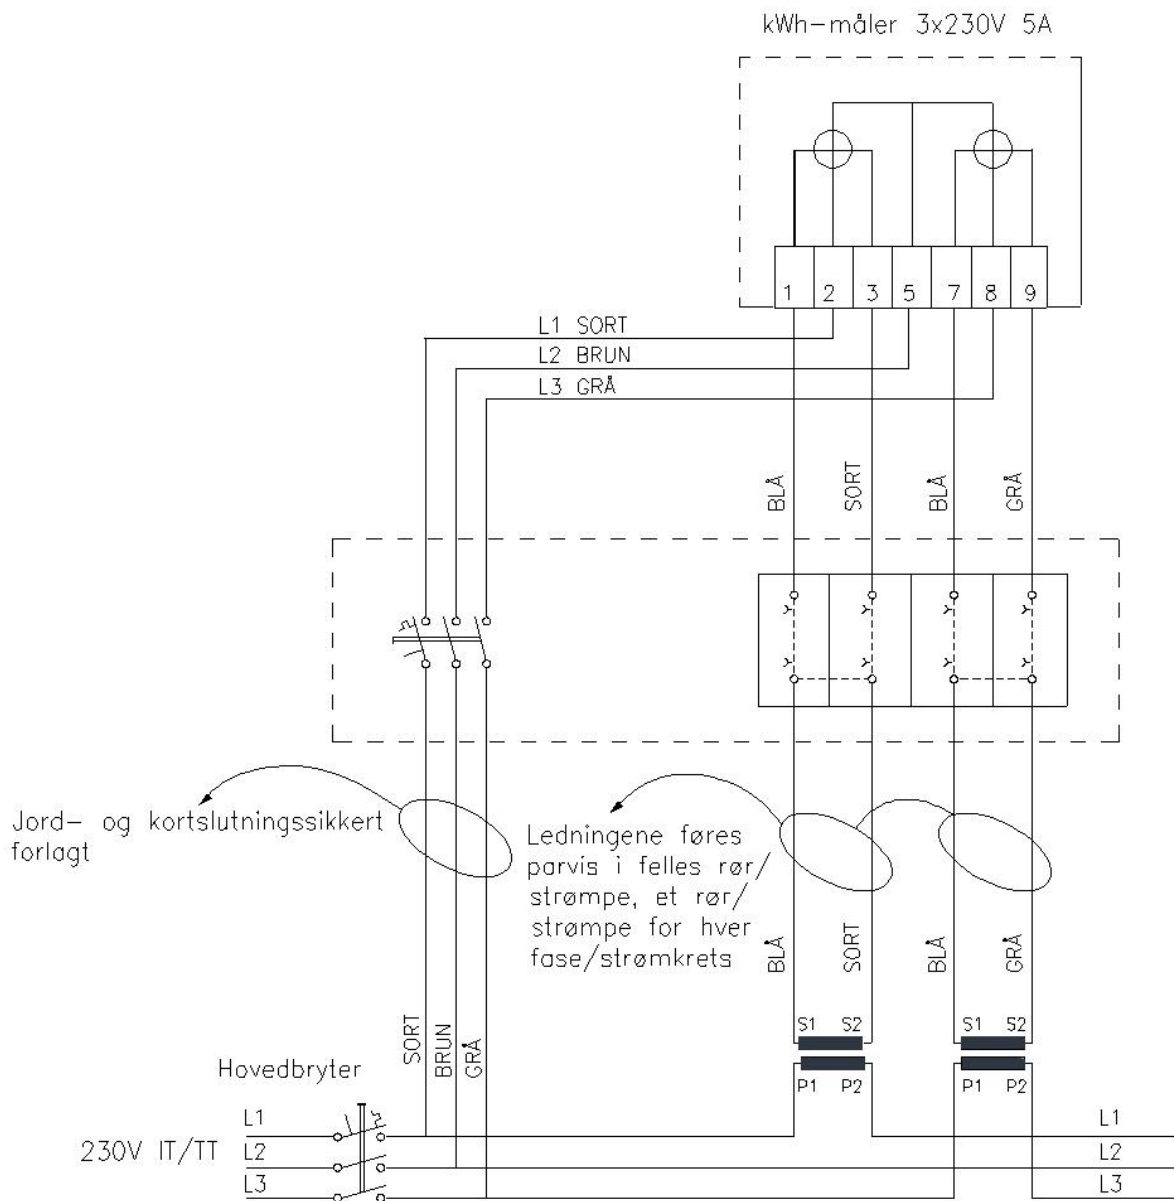 kWh-måler 3x230V 5A
1 2 3 5 7 8 9
L1 SORT
L2 BRUN
L3 GRÅ
BLÅ SORT BLÅ GRÅ
Jord- og kortslutningssikkert
forlagt
Ledningene føres
parvis i felles rør/
strømpe, et rør/
strømpe for hver
fase/strømkrets
BLÅ SORT BLÅ GRÅ
S1 S2 S1 S2
SORT BRUN GRÅ
P1 P2 P1 P2
Hovedbryter
L1 L1
230V IT/TT L2 L2
L3 L3